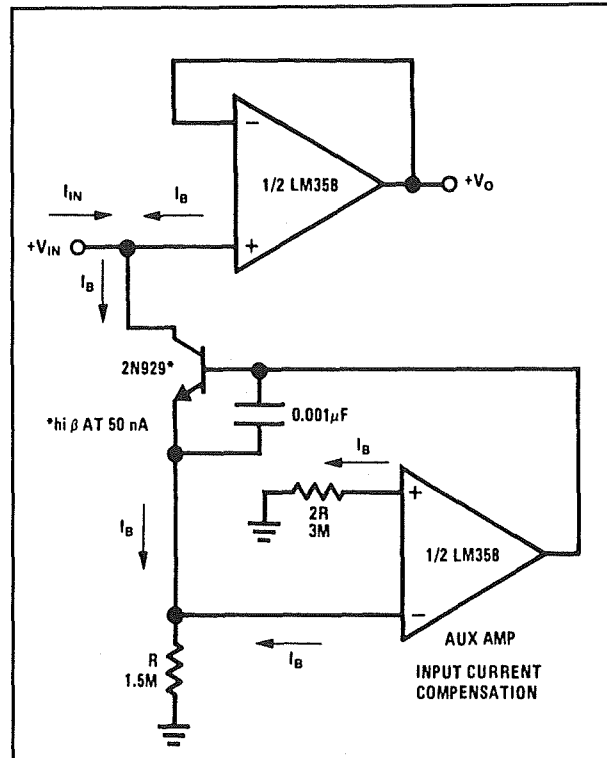 1/2 LM358
+V_O
I_IN
I_B
+V_IN
I_B
2N929*
0.001µF
*hi β AT 50 nA
I_B
2R
3M
I_B
1/2 LM358
I_B
R
1.5M
AUX AMP
INPUT CURRENT
COMPENSATION